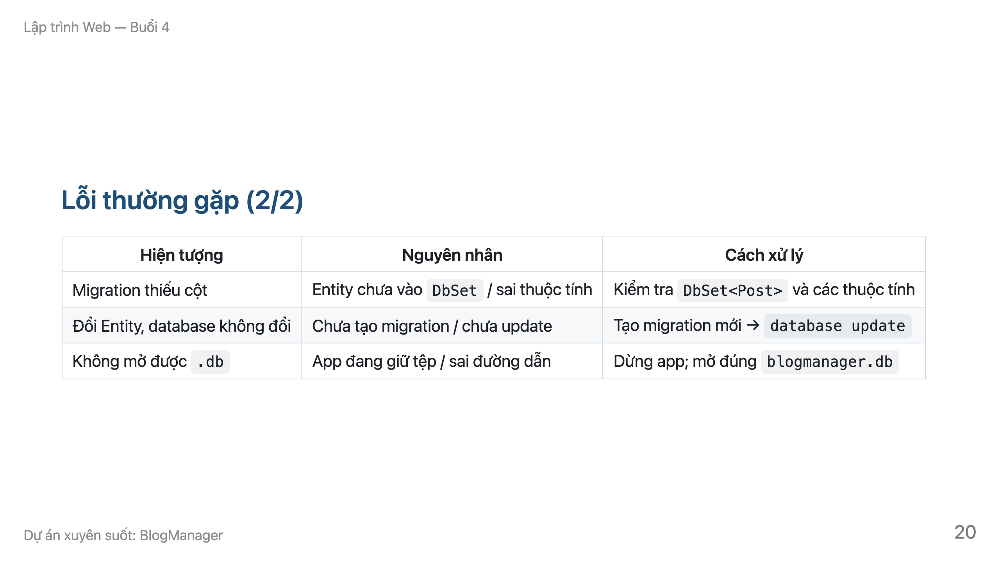 Lập trình Web — Buổi 4
Lỗi thường gặp (2/2)
Hiện tượng Nguyên nhân Cách xử lý
Migration thiếu cột Entity chưa vào DbSet / sai thuộc tính Kiểm tra DbSet<Post> và các thuộc tính
Đổi Entity, database không đổi Chưa tạo migration / chưa update Tạo migration mới → database update
Không mở được .db App đang giữ tệp / sai đường dẫn Dừng app; mở đúng blogmanager.db
Dự án xuyên suốt: BlogManager
20